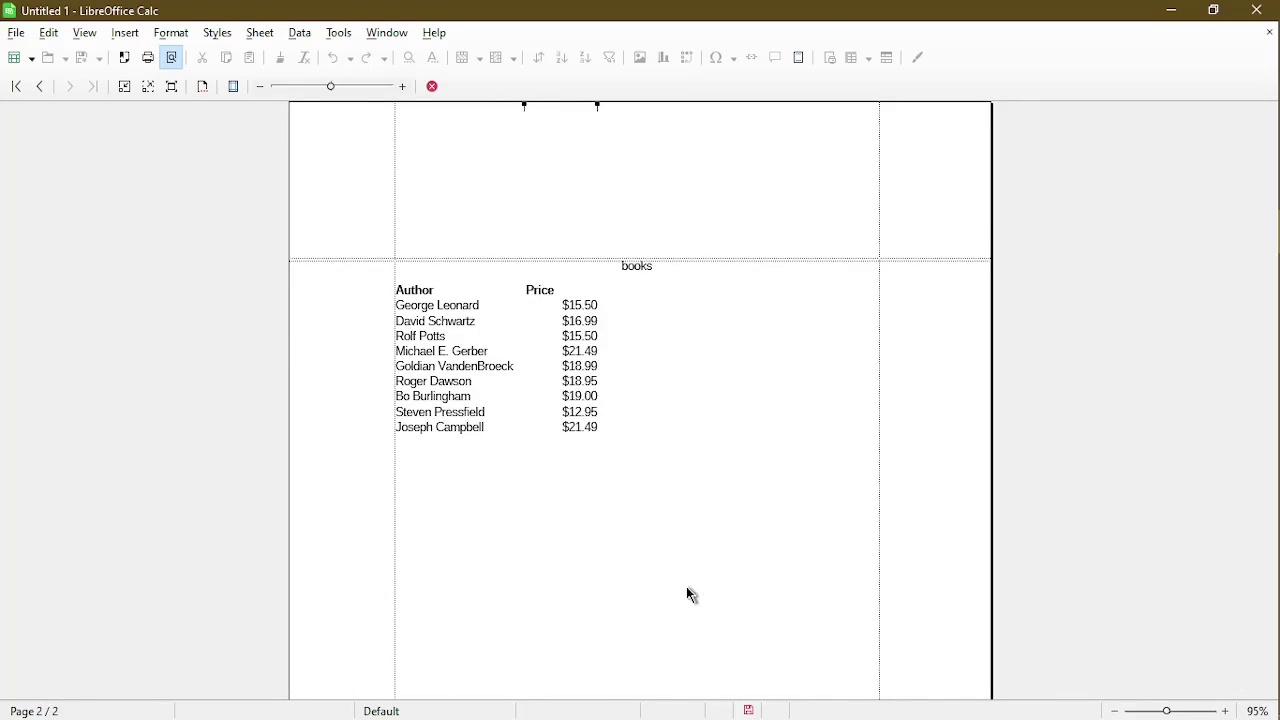 Untitled 1 - LibreOffice Calc
File Edit View Insert Format Styles Sheet Data Tools Window Help
books
Author Price
George Leonard $15.50
David Schwartz $16.99
Rolf Potts $15.50
Michael E. Gerber $21.49
Goldian VandenBroeck $18.99
Roger Dawson $18.95
Bo Burlingham $19.00
Steven Pressfield $12.95
Joseph Campbell $21.49
Page 2 / 2 Default 95%